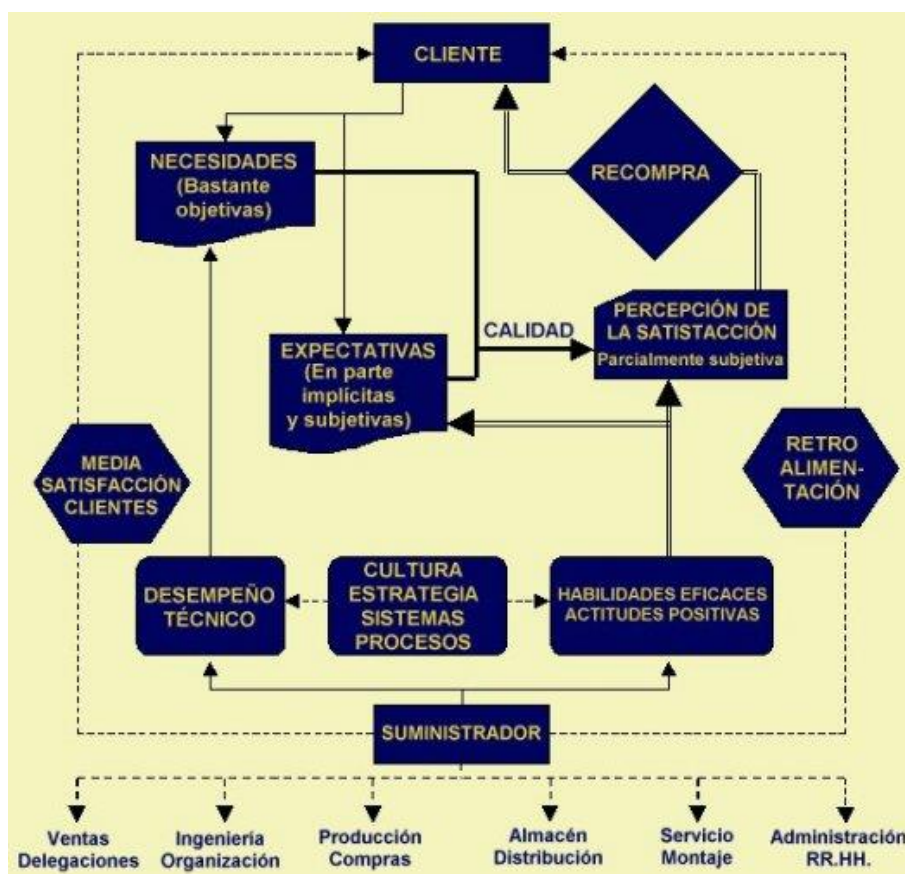 CLIENTE
NECESIDADES
(Bastante
objetivas)
RECOMPRA
PERCEPCIÓN DE
LA SATISTACCIÓN
Parcialmente subjetiva
CALIDAD
EXPECTATIVAS
(En parte
implícitas
y subjetivas)
MEDIA
SATISFACCIÓN
CLIENTES
RETRO
ALIMEN-
TACIÓN
DESEMPEÑO
TÉCNICO
CULTURA
ESTRATEGIA
SISTEMAS
PROCESOS
HABILIDADES EFICACES
ACTITUDES POSITIVAS
SUMINISTRADOR
Ventas
Delegaciones
Ingeniería
Organización
Producción
Compras
Almacén
Distribución
Servicio
Montaje
Administración
RR.HH.